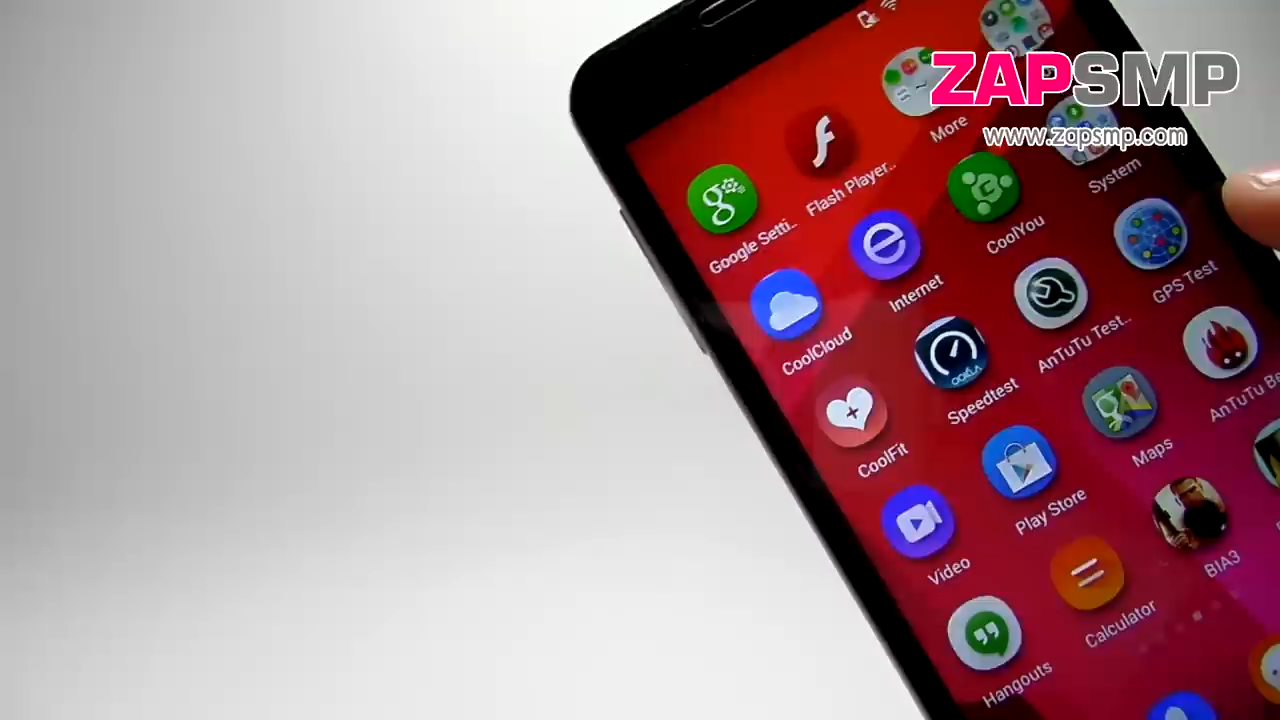 ZAPSMP
www.zapsmp.com
More
System
Flash Player..
CoolYou
GPS Test
Google Setti..
Internet
AnTuTu Test..
AnTuTu Be
CoolCloud
Speedtest
OOKLA
Maps
CoolFit
Play Store
BIA3
Video
Calculator
Hangouts